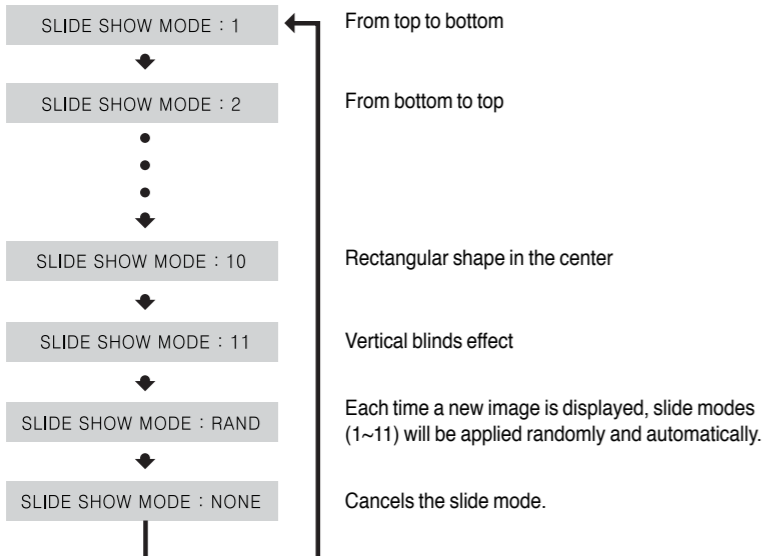 SLIDE SHOW MODE : 1
From top to bottom
SLIDE SHOW MODE : 2
From bottom to top
SLIDE SHOW MODE : 10
Rectangular shape in the center
SLIDE SHOW MODE : 11
Vertical blinds effect
SLIDE SHOW MODE : RAND
Each time a new image is displayed, slide modes
(1~11) will be applied randomly and automatically.
SLIDE SHOW MODE : NONE
Cancels the slide mode.